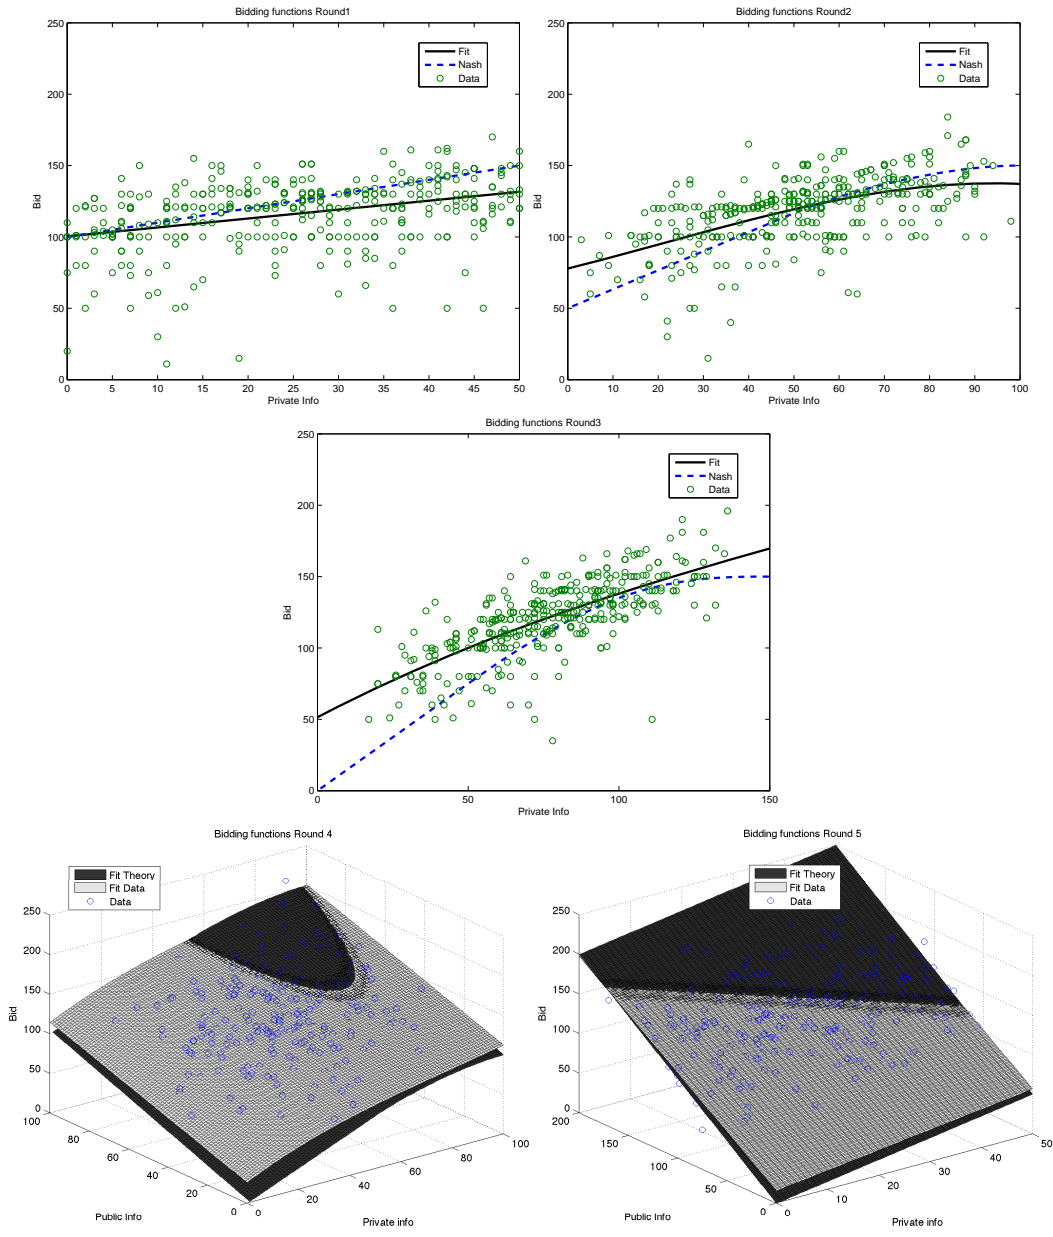 Bidding functions Round1
250
200
150
100
50
0
Bid
Fit
Nash
Data
0 5 10 15 20 25 30 35 40 45 50
Private Info
Bidding functions Round2
250
200
150
100
50
0
Bid
Fit
Nash
Data
0 10 20 30 40 50 60 70 80 90 100
Private Info
Bidding functions Round3
250
200
150
100
50
0
Bid
Fit
Nash
Data
0 50 100 150
Private Info
Bidding functions Round 4
Fit Theory
Fit Data
Data
250
200
150
100
50
0
Bid
100
80
60
40
20
0
Public Info
0
20
40
60
80
100
Private info
Bidding functions Round 5
Fit Theory
Fit Data
Data
250
200
150
100
50
0
Bid
200
150
100
50
0
Public Info
0
10
20
30
40
50
Private info